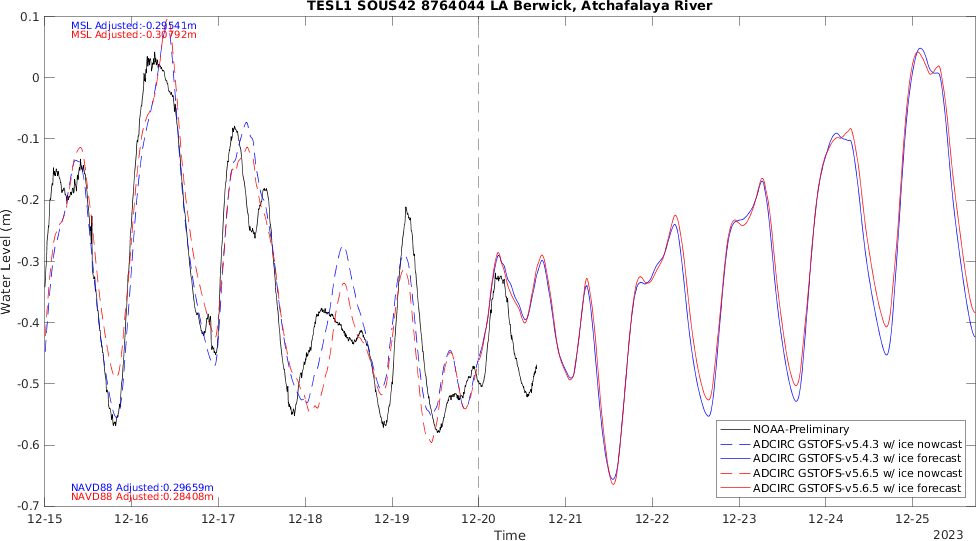 TESL1 SOUS42 8764044 LA Berwick, Atchafalaya River
MSL Adjusted:-0.29541m
MSL Adjusted:-0.30792m
0.1
0
-0.1
-0.2
-0.3
-0.4
-0.5
-0.6
-0.7
Water Level (m)
NOAA-Preliminary
ADCIRC GSTOFS-v5.4.3 w/ ice nowcast
ADCIRC GSTOFS-v5.4.3 w/ ice forecast
ADCIRC GSTOFS-v5.6.5 w/ ice nowcast
ADCIRC GSTOFS-v5.6.5 w/ ice forecast
NAVD88 Adjusted:0.29659m
NAVD88 Adjusted:0.28408m
12-15 12-16 12-17 12-18 12-19 12-20 12-21 12-22 12-23 12-24 12-25
Time
2023